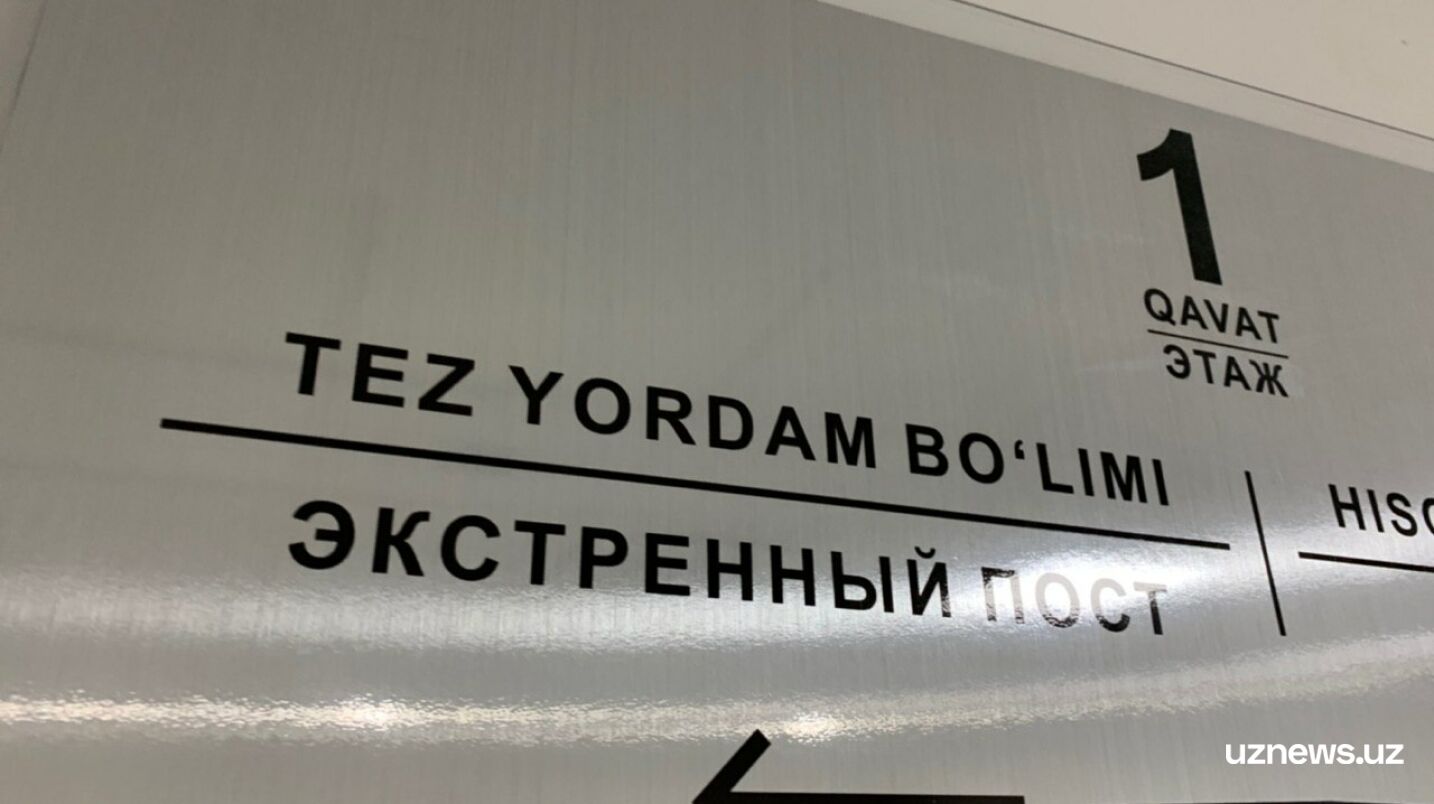 1
QAVAT
ЭТАЖ
TEZ YORDAM BO‘LIMI
ЭКСТРЕННЫЙ ПОСТ
uznews.uz